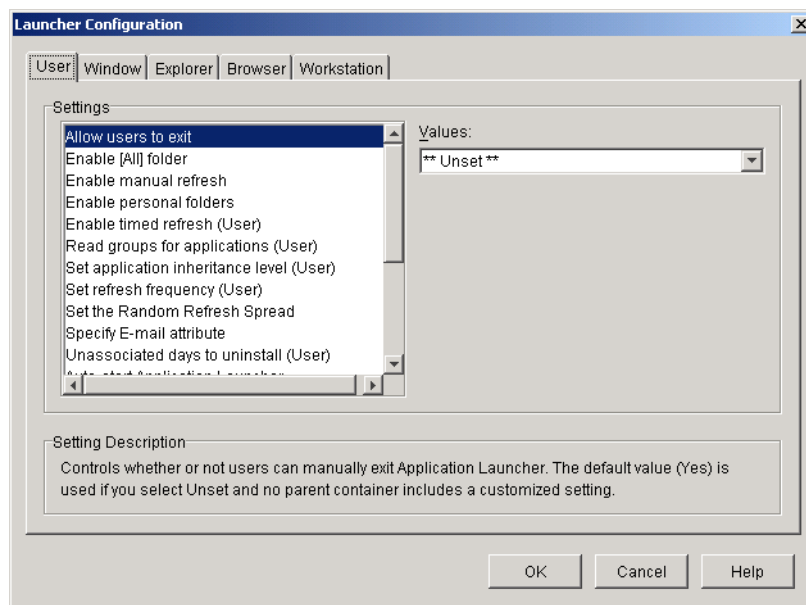 Launcher Configuration
User Window Explorer Browser Workstation
Settings
Allow users to exit
Enable [All] folder
Enable manual refresh
Enable personal folders
Enable timed refresh (User)
Read groups for applications (User)
Set application inheritance level (User)
Set refresh frequency (User)
Set the Random Refresh Spread
Specify E-mail attribute
Unassociated days to uninstall (User)
Auto-start Application Launcher
Values:
** Unset **
Setting Description
Controls whether or not users can manually exit Application Launcher. The default value (Yes) is
used if you select Unset and no parent container includes a customized setting.
OK Cancel Help